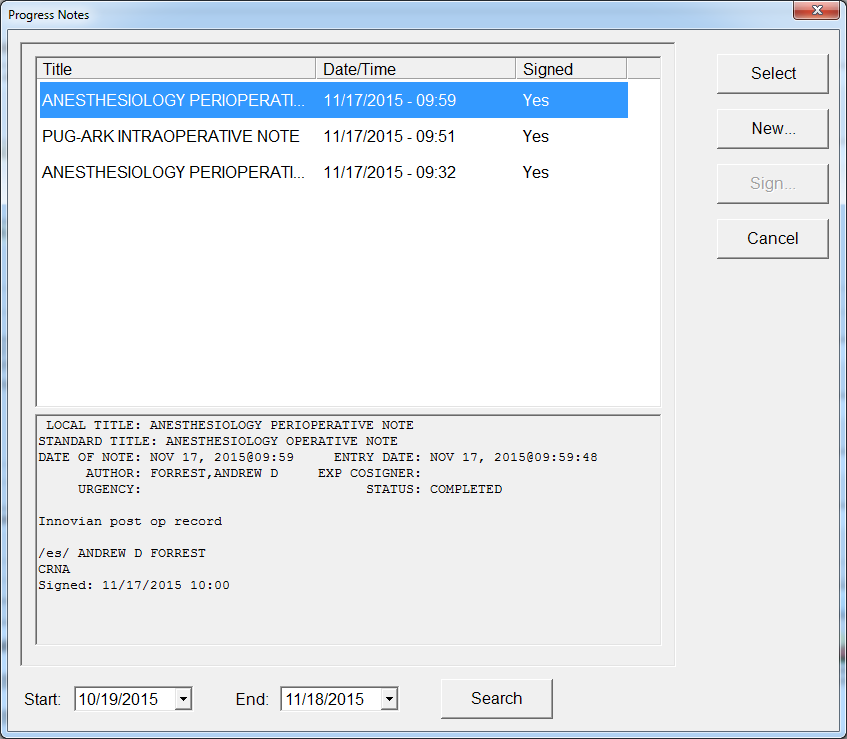 Progress Notes
Title Date/Time Signed
ANESTHESIOLOGY PERIOPERATI... 11/17/2015 - 09:59 Yes
PUG-ARK INTRAOPERATIVE NOTE 11/17/2015 - 09:51 Yes
ANESTHESIOLOGY PERIOPERATI... 11/17/2015 - 09:32 Yes
Select
New...
Sign...
Cancel
LOCAL TITLE: ANESTHESIOLOGY PERIOPERATIVE NOTE
STANDARD TITLE: ANESTHESIOLOGY OPERATIVE NOTE
DATE OF NOTE: NOV 17, 2015@09:59 ENTRY DATE: NOV 17, 2015@09:59:48
AUTHOR: FORREST,ANDREW D EXP COSIGNER:
URGENCY: STATUS: COMPLETED
Innovian post op record
/es/ ANDREW D FORREST
CRNA
Signed: 11/17/2015 10:00
Start: 10/19/2015 End: 11/18/2015 Search